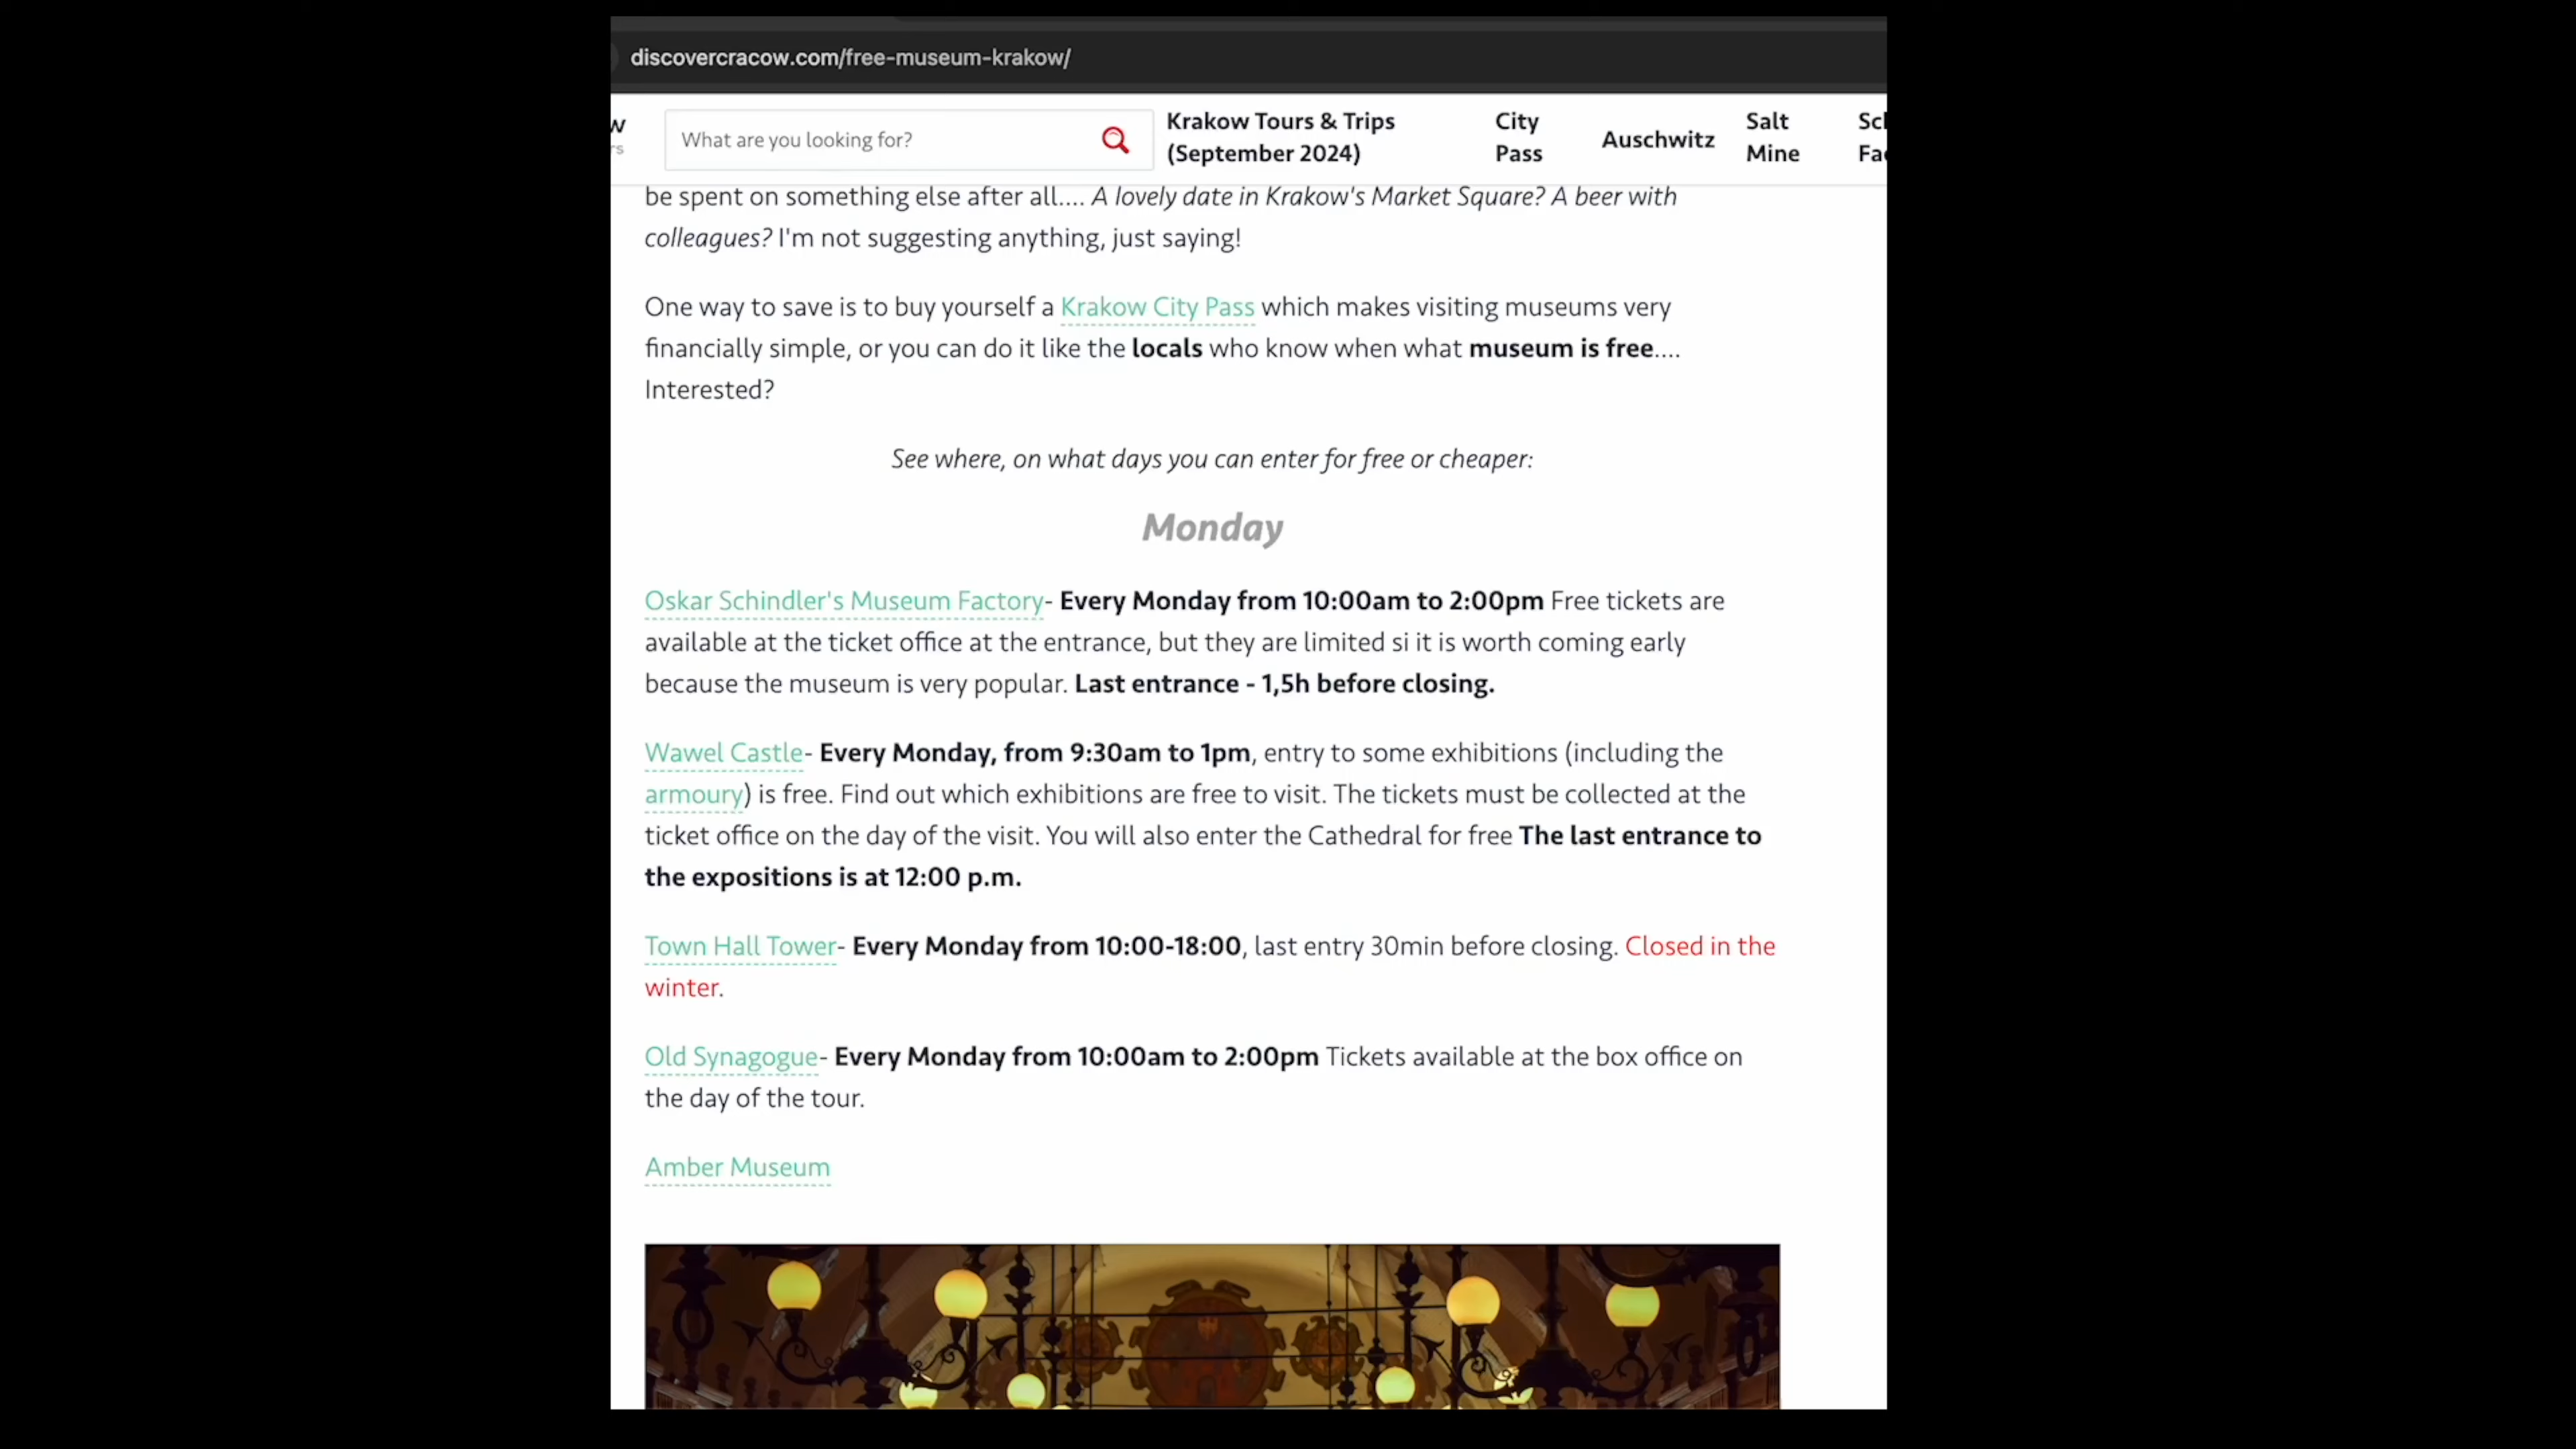 discovercracow.com/free-museum-krakow/
What are you looking for?
Krakow Tours & Trips
(September 2024)
City
Pass
Auschwitz
Salt
Mine
be spent on something else after all.... A lovely date in Krakow's Market Square? A beer with
colleagues? I'm not suggesting anything, just saying!
One way to save is to buy yourself a Krakow City Pass which makes visiting museums very
financially simple, or you can do it like the locals who know when what museum is free....
Interested?
See where, on what days you can enter for free or cheaper:
Monday
Oskar Schindler's Museum Factory- Every Monday from 10:00am to 2:00pm Free tickets are
available at the ticket office at the entrance, but they are limited si it is worth coming early
because the museum is very popular. Last entrance - 1,5h before closing.
Wawel Castle- Every Monday, from 9:30am to 1pm, entry to some exhibitions (including the
armoury) is free. Find out which exhibitions are free to visit. The tickets must be collected at the
ticket office on the day of the visit. You will also enter the Cathedral for free The last entrance to
the expositions is at 12:00 p.m.
Town Hall Tower- Every Monday from 10:00-18:00, last entry 30min before closing. Closed in the
winter.
Old Synagogue- Every Monday from 10:00am to 2:00pm Tickets available at the box office on
the day of the tour.
Amber Museum